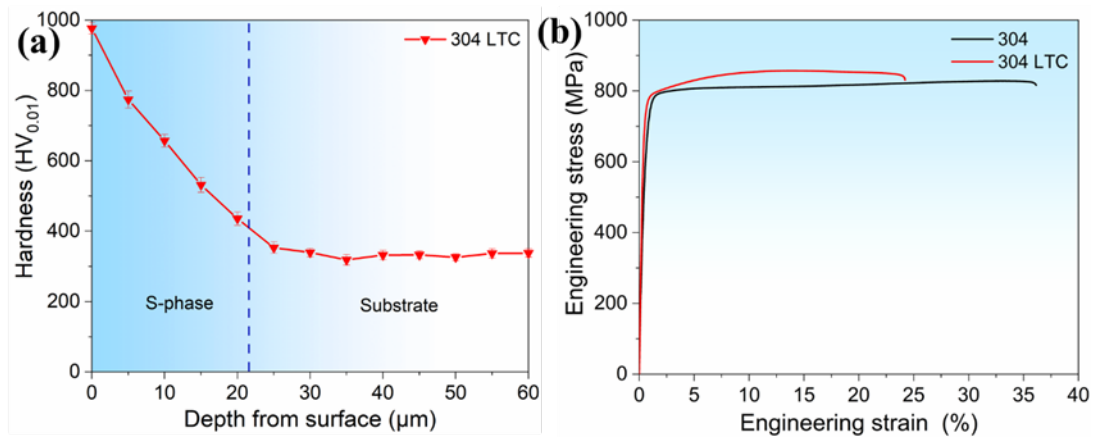 (a)
304 LTC
Hardness (HV0.01)
1000
800
600
400
200
0
S-phase
Substrate
0 10 20 30 40 50 60
Depth from surface (μm)
(b)
304
304 LTC
Engineering stress (MPa)
1000
800
600
400
200
0
0 5 10 15 20 25 30 35 40
Engineering strain (%)